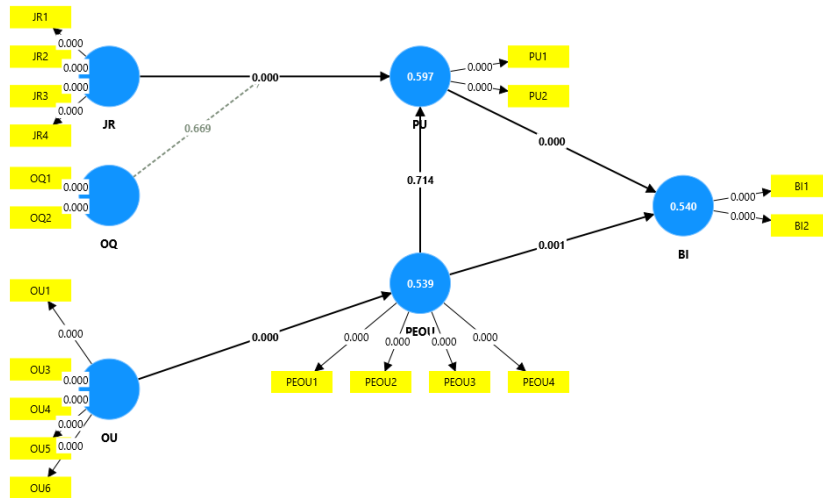 JR1
0.000
JR2
0.000
JR3
0.000
0.000
JR4
JR
0.000
0.597
PU
0.000
PU1
0.000
PU2
0.669
OQ1
0.000
OQ2
0.000
OQ
0.714
0.000
0.001
0.540
BI
0.000
BI1
0.000
BI2
OU1
0.000
OU3
0.000
OU4
0.000
0.000
OU5
0.000
OU6
OU
0.000
0.539
PEOU
0.000
0.000
0.000
0.000
PEOU1
PEOU2
PEOU3
PEOU4